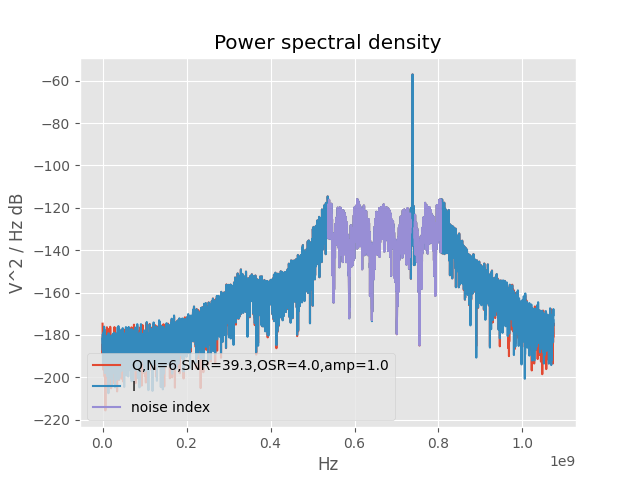 Power spectral density
V^2 / Hz dB
−60
−80
−100
−120
−140
−160
−180
−200
−220
Q,N=6,SNR=39.3,OSR=4.0,amp=1.0
I
noise index
0.0 0.2 0.4 0.6 0.8 1.0
1e9
Hz